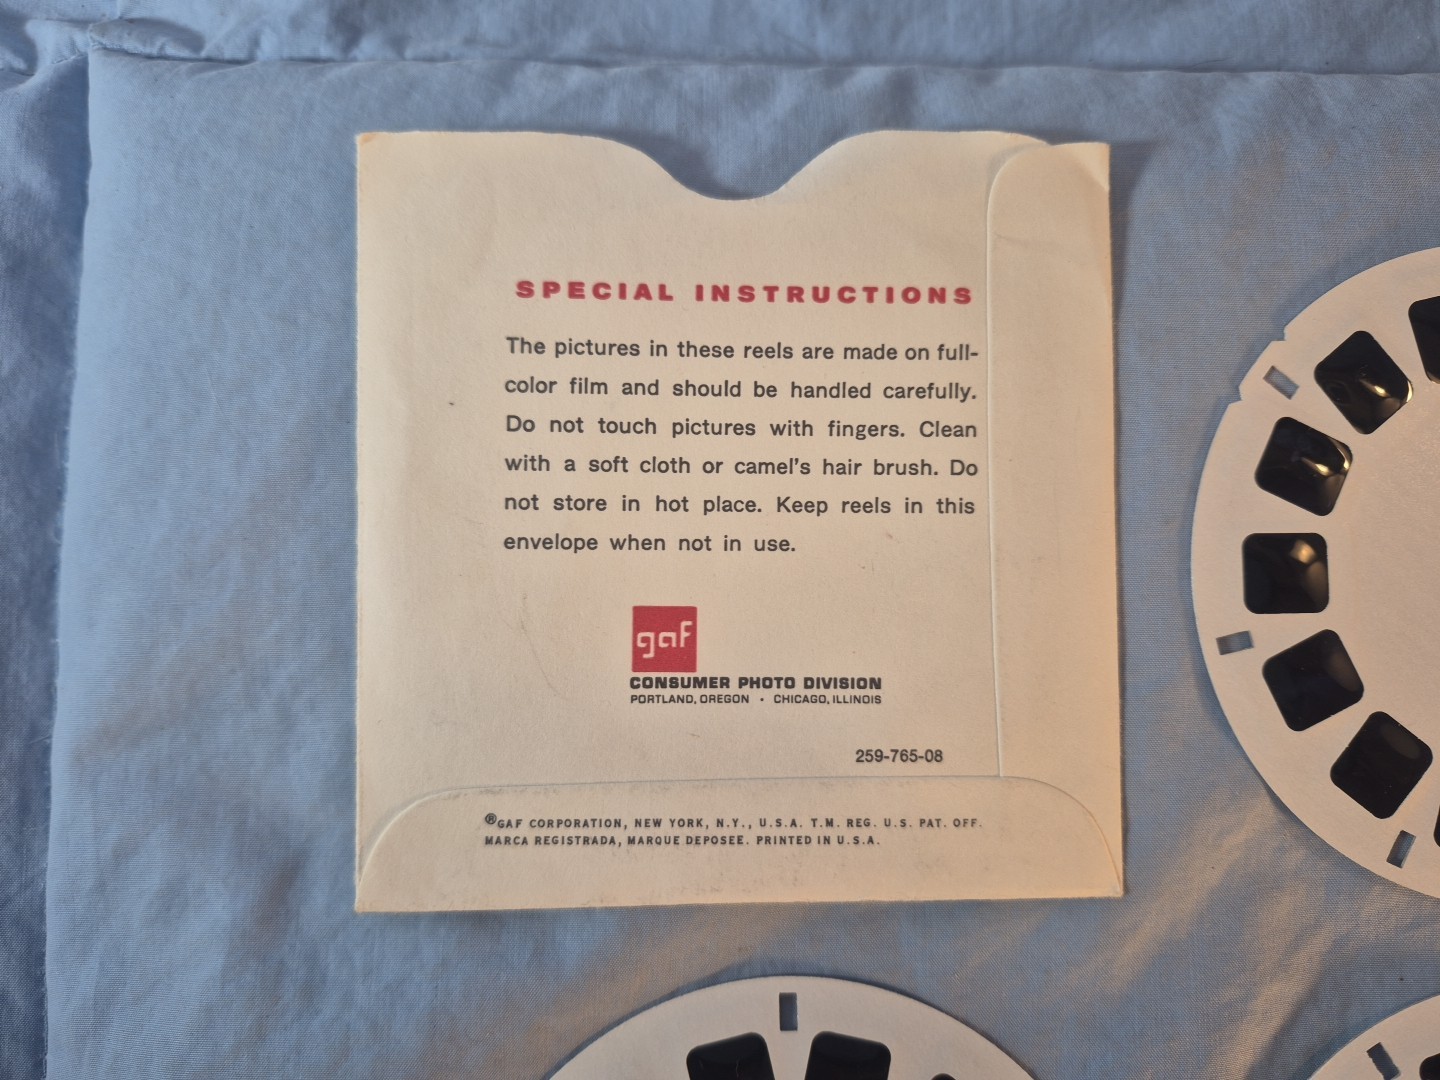 SPECIAL INSTRUCTIONS
The pictures in these reels are made on full-
color film and should be handled carefully.
Do not touch pictures with fingers. Clean
with a soft cloth or camel's hair brush. Do
not store in hot place. Keep reels in this
envelope when not in use.
gaf
CONSUMER PHOTO DIVISION
PORTLAND, OREGON • CHICAGO, ILLINOIS
259-765-08
®GAF CORPORATION, NEW YORK, N.Y., U.S.A. T.M. REG. U.S. PAT. OFF.
MARCA REGISTRADA, MARQUE DEPOSEE. PRINTED IN U.S.A.